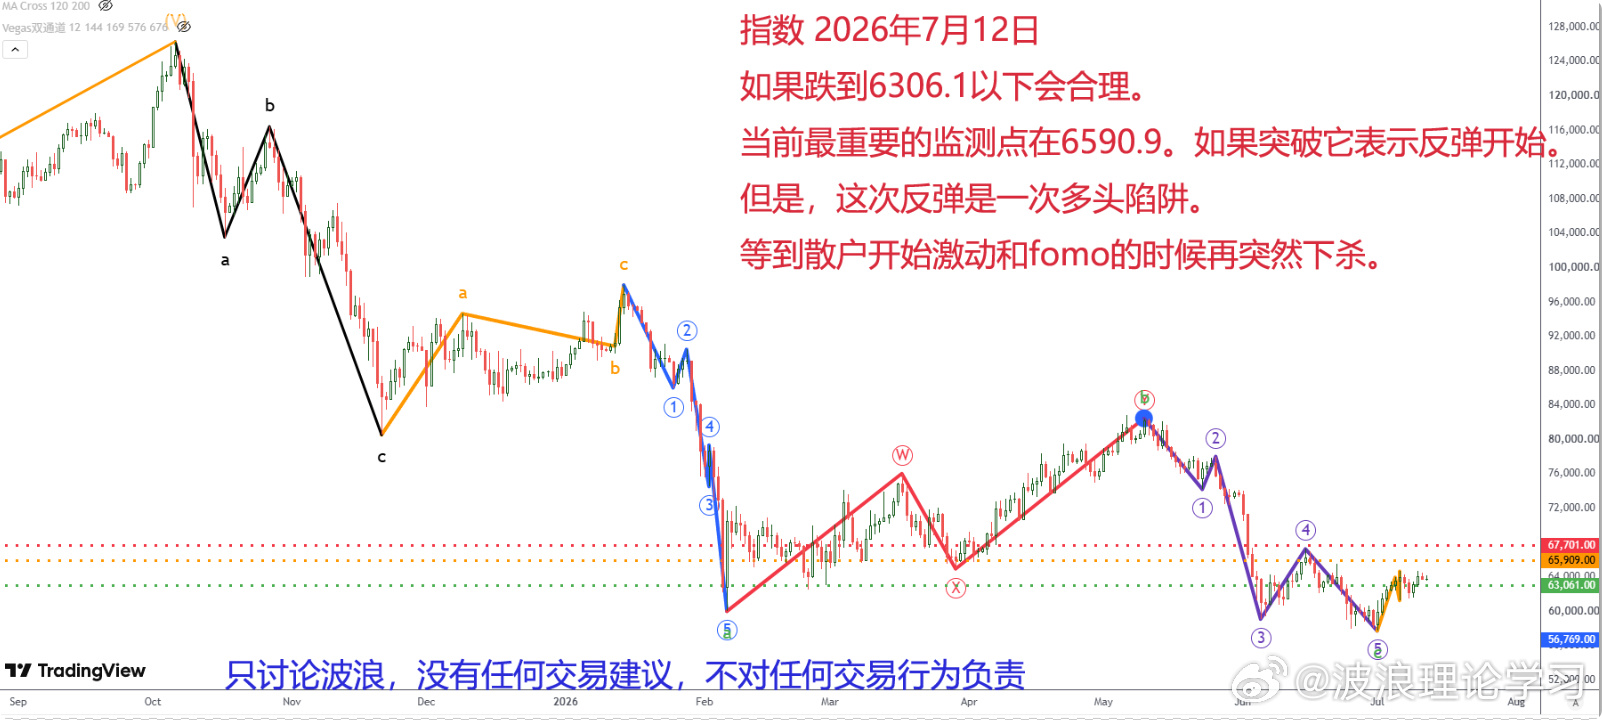 MA Cross 120 200
Vegas双通道 12 144 169 576 676
(V)
指数 2026年7月12日
如果跌到6306.1以下会合理。
当前最重要的监测点在6590.9。如果突破它表示反弹开始。
但是，这次反弹是一次多头陷阱。
等到散户开始激动和fomo的时候再突然下杀。
128,000.00
124,000.00
120,000.00
116,000.00
112,000.00
108,000.00
104,000.00
100,000.00
96,000.00
92,000.00
88,000.00
84,000.00
80,000.00
76,000.00
72,000.00
67,701.00
65,909.00
64,000.00
63,061.00
60,000.00
56,769.00
52,000.00
b
a
c
a
c
b
2
1
4
3
5
a
W
X
b
2
1
4
3
5
TradingView
只讨论波浪，没有任何交易建议，不对任何交易行为负责
@波浪理论学习
Sep Oct Nov Dec 2026 Feb Mar Apr May Jun Jul Aug
A